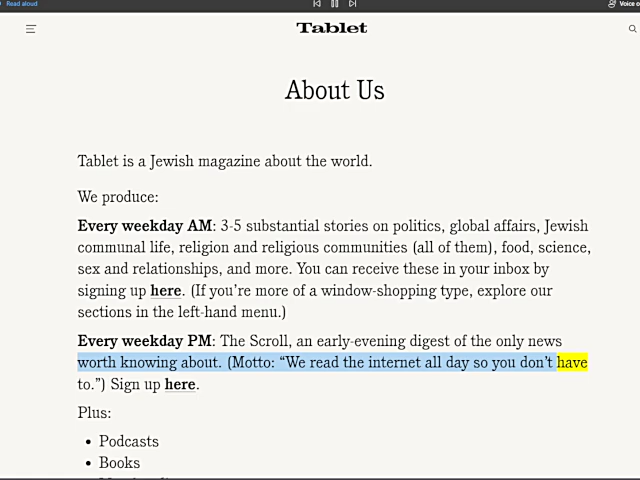 Read aloud
Voice o
Tablet
About Us
Tablet is a Jewish magazine about the world.
We produce:
Every weekday AM: 3-5 substantial stories on politics, global affairs, Jewish
communal life, religion and religious communities (all of them), food, science,
sex and relationships, and more. You can receive these in your inbox by
signing up here. (If you’re more of a window-shopping type, explore our
sections in the left-hand menu.)
Every weekday PM: The Scroll, an early-evening digest of the only news
worth knowing about. (Motto: “We read the internet all day so you don’t have
to.”) Sign up here.
Plus:
• Podcasts
• Books